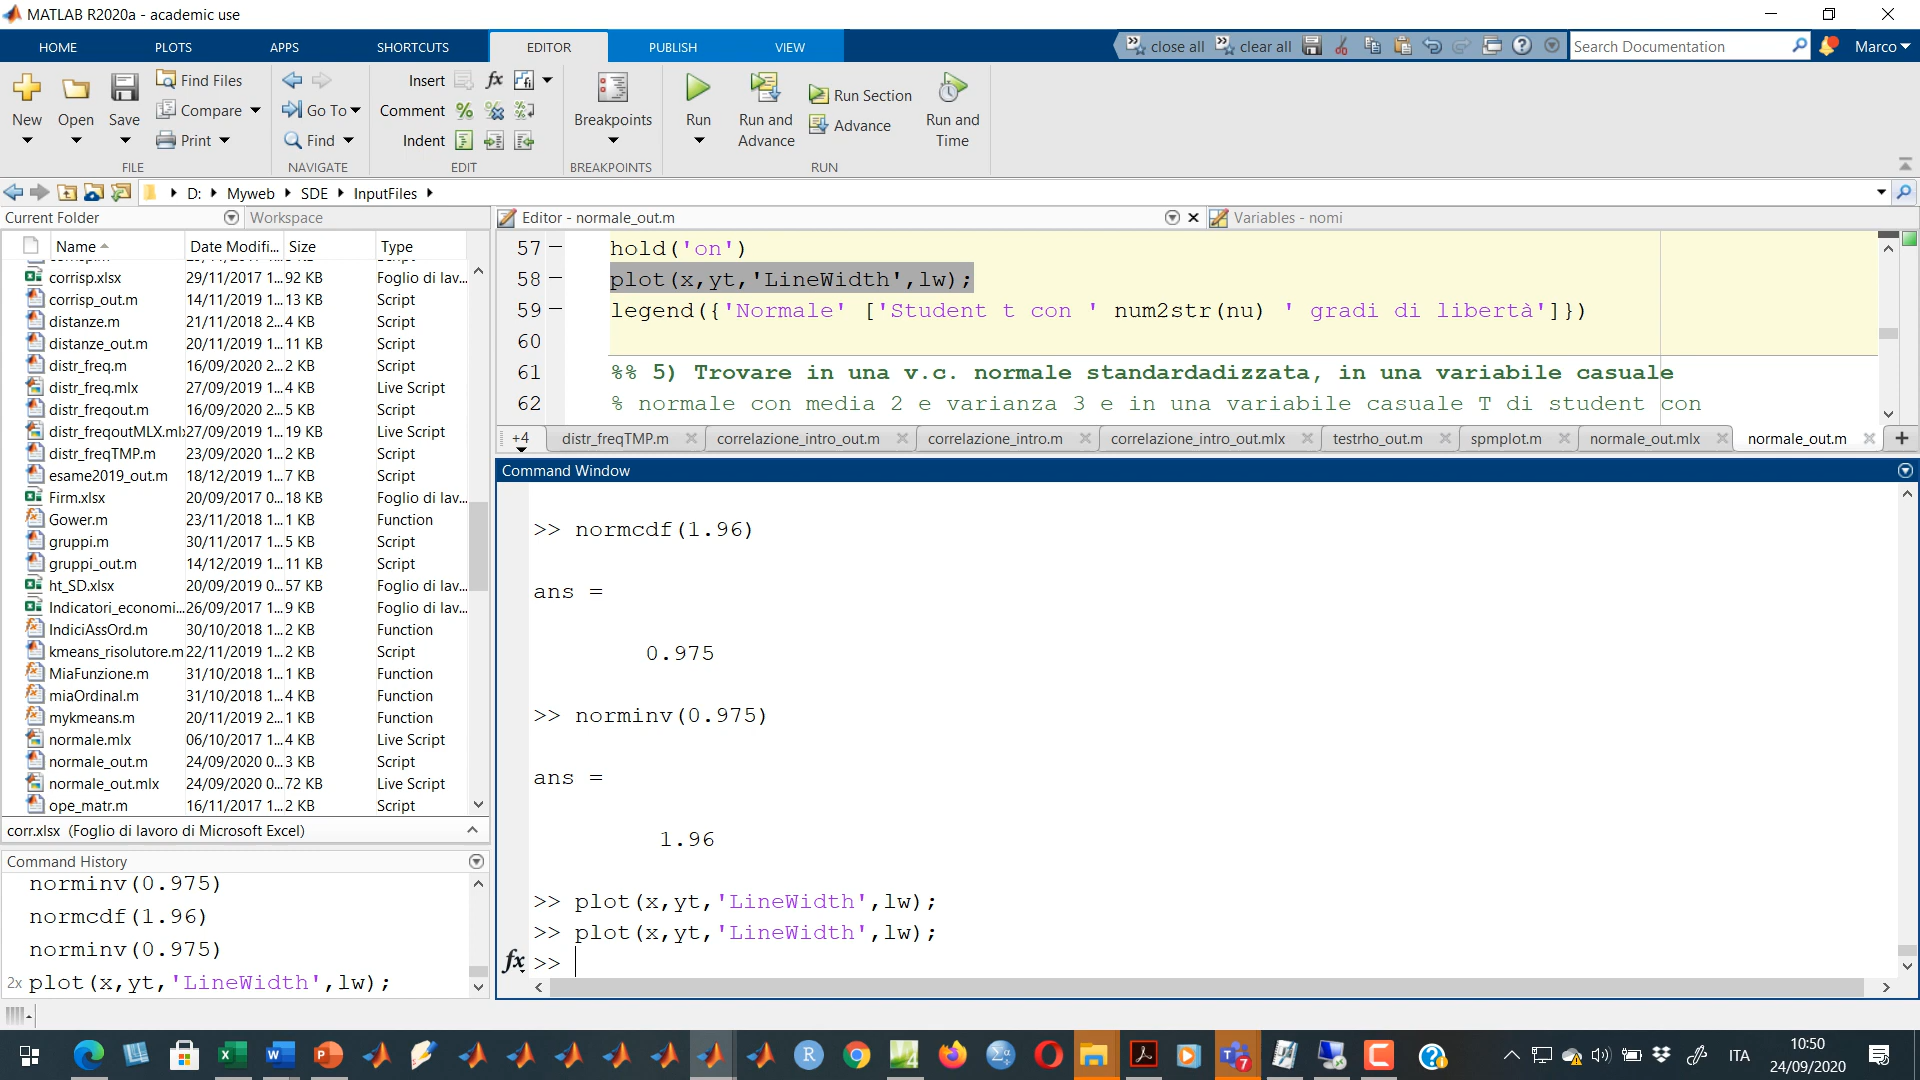 MATLAB R2020a - academic use
HOME PLOTS APPS SHORTCUTS EDITOR PUBLISH VIEW close all clear all Search Documentation Marco
New Open Save Find Files Compare Print FILE
Go To Find NAVIGATE
Insert Comment Indent EDIT
Breakpoints BREAKPOINTS
Run Run and Advance Run Section Advance Run and Time RUN
D: Myweb SDE InputFiles
Current Folder Workspace
Name Date Modifi... Size Type
corrisp.xlsx 29/11/2017 1... 92 KB Foglio di lav...
corrisp_out.m 14/11/2019 1... 13 KB Script
distanze.m 21/11/2018 2... 4 KB Script
distanze_out.m 20/11/2019 1... 11 KB Script
distr_freq.m 16/09/2020 2... 2 KB Script
distr_freq.mlx 27/09/2019 1... 4 KB Live Script
distr_freqout.m 16/09/2020 2... 5 KB Script
distr_freqoutMLX.ml 27/09/2019 1... 19 KB Live Script
distr_freqTMP.m 23/09/2020 1... 2 KB Script
esame2019_out.m 18/12/2019 1... 7 KB Script
Firm.xlsx 20/09/2017 0... 18 KB Foglio di lav...
Gower.m 23/11/2018 1... 1 KB Function
gruppi.m 30/11/2017 1... 5 KB Script
gruppi_out.m 14/12/2019 1... 11 KB Script
ht_SD.xlsx 20/09/2019 0... 57 KB Foglio di lav...
Indicatori_economi... 26/09/2017 1... 9 KB Foglio di lav...
IndiciAssOrd.m 30/10/2018 1... 2 KB Function
kmeans_risolutore.m 22/11/2019 1... 2 KB Script
MiaFunzione.m 31/10/2018 1... 1 KB Function
miaOrdinal.m 31/10/2018 1... 4 KB Function
mykmeans.m 20/11/2019 2... 1 KB Function
normale.mlx 06/10/2017 1... 4 KB Live Script
normale_out.m 24/09/2020 0... 3 KB Script
normale_out.mlx 24/09/2020 0... 72 KB Live Script
ope_matr.m 16/11/2017 1... 2 KB Script
corr.xlsx (Foglio di lavoro di Microsoft Excel)
Command History
norminv(0.975)
normcdf(1.96)
norminv(0.975)
2x plot(x,yt,'LineWidth',lw);
Editor - normale_out.m Variables - nomi
57 hold('on')
58 plot(x,yt,'LineWidth',lw);
59 legend({'Normale' ['Student t con ' num2str(nu) ' gradi di libertà']})
60
61 %% 5) Trovare in una v.c. normale standardadizzata, in una variabile casuale
62 % normale con media 2 e varianza 3 e in una variabile casuale T di student con
+4 distr_freqTMP.m correlazione_intro_out.m correlazione_intro.m correlazione_intro_out.mlx testrho_out.m spmplot.m normale_out.mlx normale_out.m
Command Window
>> normcdf(1.96)
ans =
0.975
>> norminv(0.975)
ans =
1.96
>> plot(x,yt,'LineWidth',lw);
>> plot(x,yt,'LineWidth',lw);
fx >>
ITA
10:50
24/09/2020